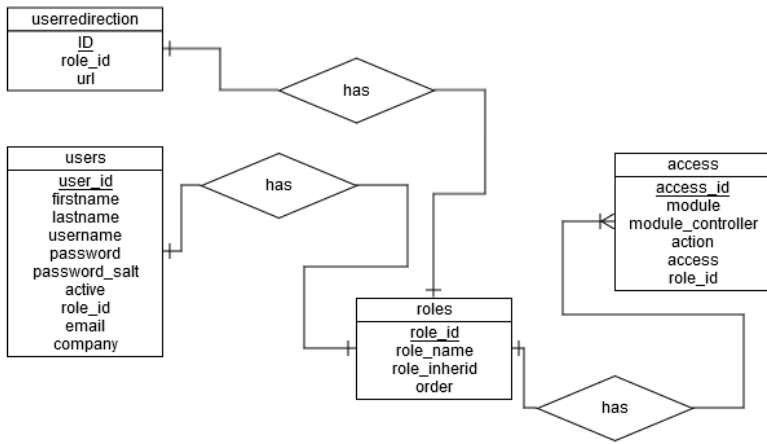 userredirection
ID
role_id
url
has
users
user_id
firstname
lastname
username
password
password_salt
active
role_id
email
company
has
access
access_id
module
module_controller
action
access
role_id
roles
role_id
role_name
role_inherid
order
has